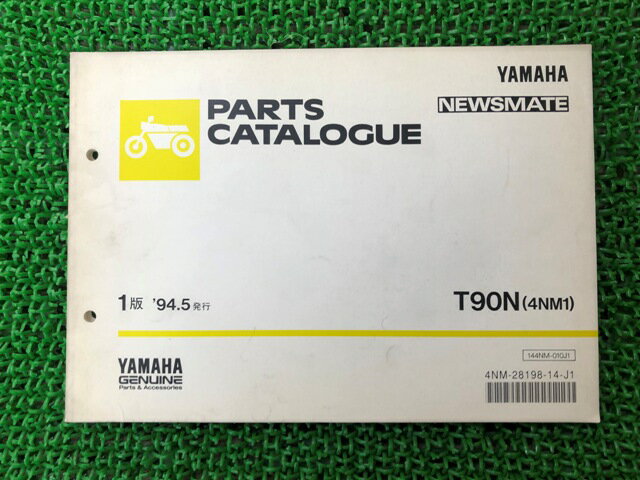 YAMAHA
NEWSMATE
PARTS
CATALOGUE
1版 '94.5発行
T90N(4NM1)
144NM-010J1
YAMAHA
GENUINE
Parts & Accessories
4NM-28198-14-J1